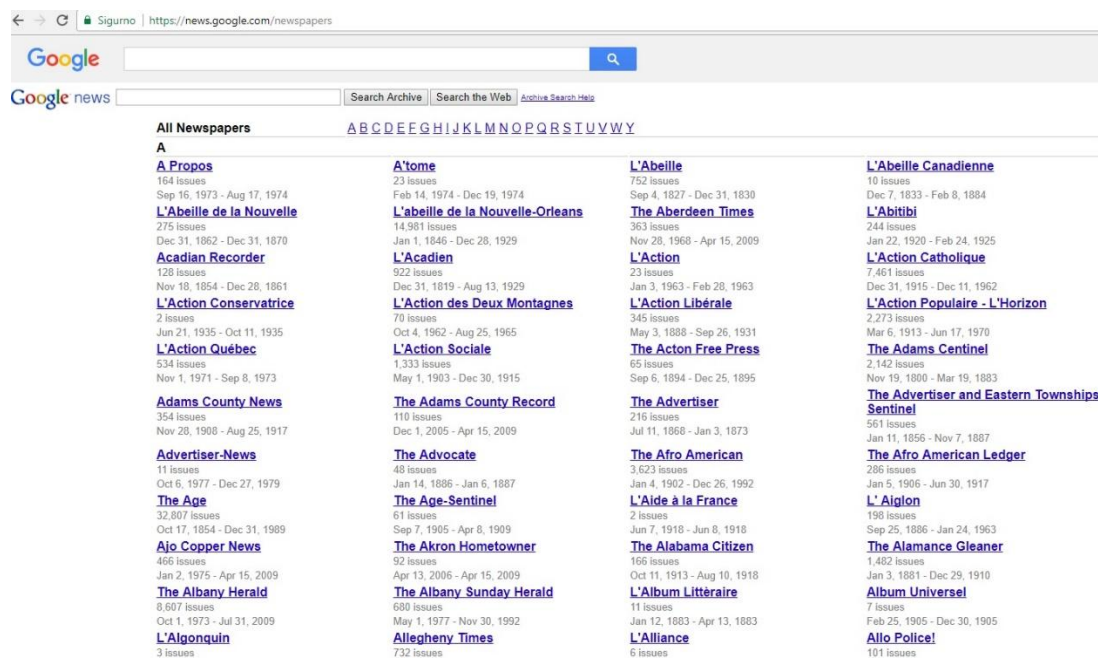 Sigurno | https://news.google.com/newspapers
Google
Google news Search Archive Search the Web Archive Search Help
All Newspapers A B C D E F G H I J K L M N O P Q R S T U V W Y
A
A Propos A'tome L'Abeille L'Abeille Canadienne
164 issues 23 issues 752 issues 10 issues
Sep 16, 1973 - Aug 17, 1974 Feb 14, 1974 - Dec 19, 1974 Sep 4, 1827 - Dec 31, 1830 Dec 7, 1833 - Feb 8, 1884
L'Abeille de la Nouvelle L'abeille de la Nouvelle-Orleans The Aberdeen Times L'Abitibi
275 issues 14,981 issues 363 issues 244 issues
Dec 31, 1862 - Dec 31, 1870 Jan 1, 1846 - Dec 28, 1929 Nov 28, 1968 - Apr 15, 2009 Jan 22, 1920 - Feb 24, 1925
Acadian Recorder L'Acadien L'Action L'Action Catholique
128 issues 922 issues 23 issues 7,461 issues
Nov 18, 1854 - Dec 28, 1861 Dec 31, 1819 - Aug 13, 1929 Jan 3, 1963 - Feb 28, 1963 Dec 31, 1915 - Dec 11, 1962
L'Action Conservatrice L'Action des Deux Montagnes L'Action Libérale L'Action Populaire - L'Horizon
2 issues 70 issues 345 issues 2,273 issues
Jun 21, 1935 - Oct 11, 1935 Oct 4, 1962 - Aug 25, 1965 May 3, 1888 - Sep 26, 1931 Mar 6, 1913 - Jun 17, 1970
L'Action Québec L'Action Sociale The Acton Free Press The Adams Centinel
534 issues 1,333 issues 65 issues 2,142 issues
Nov 1, 1971 - Sep 8, 1973 May 1, 1903 - Dec 30, 1915 Sep 6, 1894 - Dec 25, 1895 Nov 19, 1800 - Mar 19, 1883
Adams County News The Adams County Record The Advertiser The Advertiser and Eastern Townships Sentinel
354 issues 110 issues 216 issues 561 issues
Nov 28, 1908 - Aug 25, 1917 Dec 1, 2005 - Apr 15, 2009 Jul 11, 1868 - Jan 3, 1873 Jan 11, 1856 - Nov 7, 1887
Advertiser-News The Advocate The Afro American The Afro American Ledger
11 issues 48 issues 3,623 issues 286 issues
Oct 6, 1977 - Dec 27, 1979 Jan 14, 1886 - Jan 6, 1887 Jan 4, 1902 - Dec 26, 1992 Jan 5, 1906 - Jun 30, 1917
The Age The Age-Sentinel L'Aide à la France L' Aiglon
32,807 issues 61 issues 2 issues 198 issues
Oct 17, 1854 - Dec 31, 1989 Sep 7, 1905 - Apr 8, 1909 Jun 7, 1918 - Jun 8, 1918 Sep 25, 1886 - Jan 24, 1963
Ajo Copper News The Akron Hometowner The Alabama Citizen The Alamance Gleaner
466 issues 92 issues 166 issues 1,482 issues
Jan 2, 1975 - Apr 15, 2009 Apr 13, 2006 - Apr 15, 2009 Oct 11, 1913 - Aug 10, 1918 Jan 3, 1881 - Dec 29, 1910
The Albany Herald The Albany Sunday Herald L'Album Littèraire Album Universel
8,607 issues 680 issues 11 issues 7 issues
Oct 1, 1973 - Jul 31, 2009 May 1, 1977 - Nov 30, 1992 Jan 12, 1883 - Apr 13, 1883 Feb 25, 1905 - Dec 30, 1905
L'Algonquin Allegheny Times L'Alliance Allo Police!
3 issues 732 issues 6 issues 101 issues